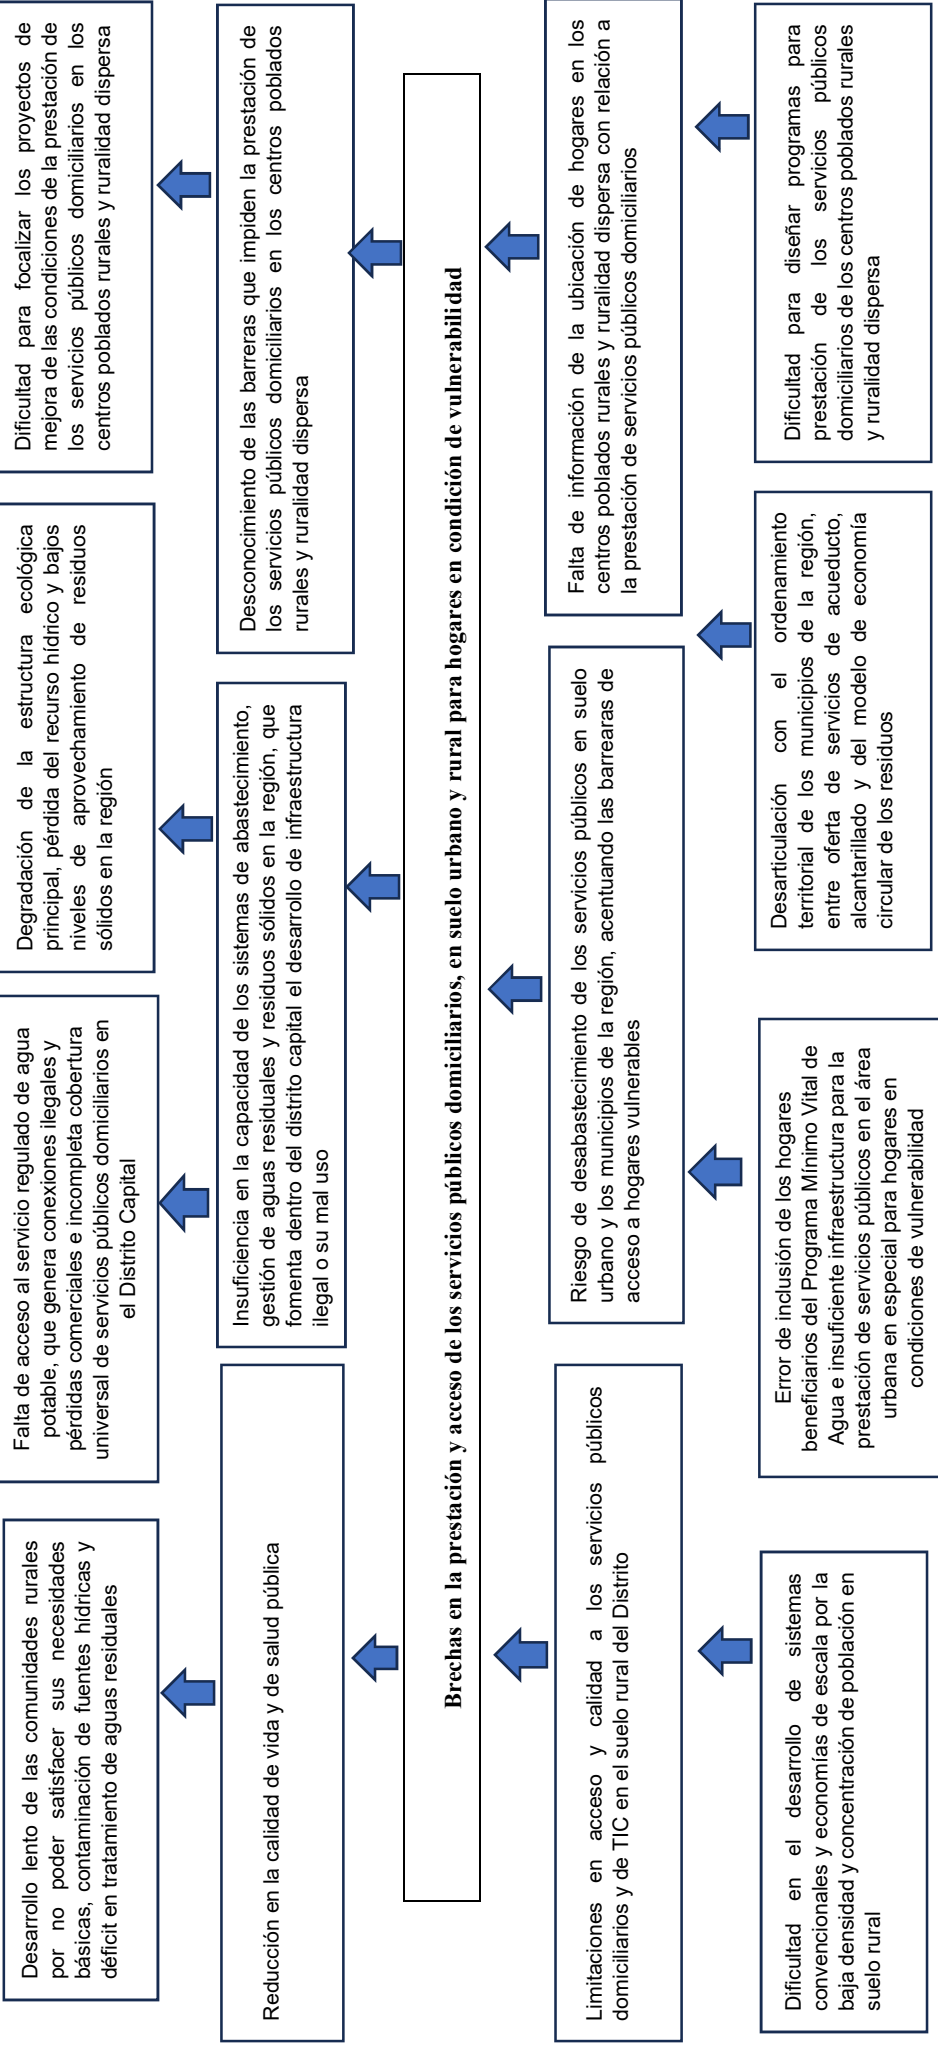 Desarrollo lento de las comunidades rurales
por no poder satisfacer sus necesidades
básicas, contaminación de fuentes hídricas y
déficit en tratamiento de aguas residuales
Falta de acceso al servicio regulado de agua
potable, que genera conexiones ilegales y
pérdidas comerciales e incompleta cobertura
universal de servicios públicos domiciliarios en
el Distrito Capital
Degradación de la estructura ecológica
principal, pérdida del recurso hídrico y bajos
niveles de aprovechamiento de residuos
sólidos en la región
Dificultad para focalizar los proyectos de
mejora de las condiciones de la prestación de
los servicios públicos domiciliarios en los
centros poblados rurales y ruralidad dispersa
Reducción en la calidad de vida y de salud pública
Insuficiencia en la capacidad de los sistemas de abastecimiento,
gestión de aguas residuales y residuos sólidos en la región, que
fomenta dentro del distrito capital el desarrollo de infraestructura
ilegal o su mal uso
Desconocimiento de las barreras que impiden la prestación de
los servicios públicos domiciliarios en los centros poblados
rurales y ruralidad dispersa
Brechas en la prestación y acceso de los servicios públicos domiciliarios, en suelo urbano y rural para hogares en condición de vulnerabilidad
Limitaciones en acceso y calidad a los servicios públicos
domiciliarios y de TIC en el suelo rural del Distrito
Riesgo de desabastecimiento de los servicios públicos en suelo
urbano y los municipios de la región, acentuando las barrearas de
acceso a hogares vulnerables
Falta de información de la ubicación de hogares en los
centros poblados rurales y ruralidad dispersa con relación a
la prestación de servicios públicos domiciliarios
Dificultad en el desarrollo de sistemas
convencionales y economías de escala por la
baja densidad y concentración de población en
suelo rural
Error de inclusión de los hogares
beneficiarios del Programa Mínimo Vital de
Agua e insuficiente infraestructura para la
prestación de servicios públicos en el área
urbana en especial para hogares en
condiciones de vulnerabilidad
Desarticulación con el ordenamiento
territorial de los municipios de la región,
entre oferta de servicios de acueducto,
alcantarillado y del modelo de economía
circular de los residuos
Dificultad para diseñar programas para
prestación de los servicios públicos
domiciliarios de los centros poblados rurales
y ruralidad dispersa